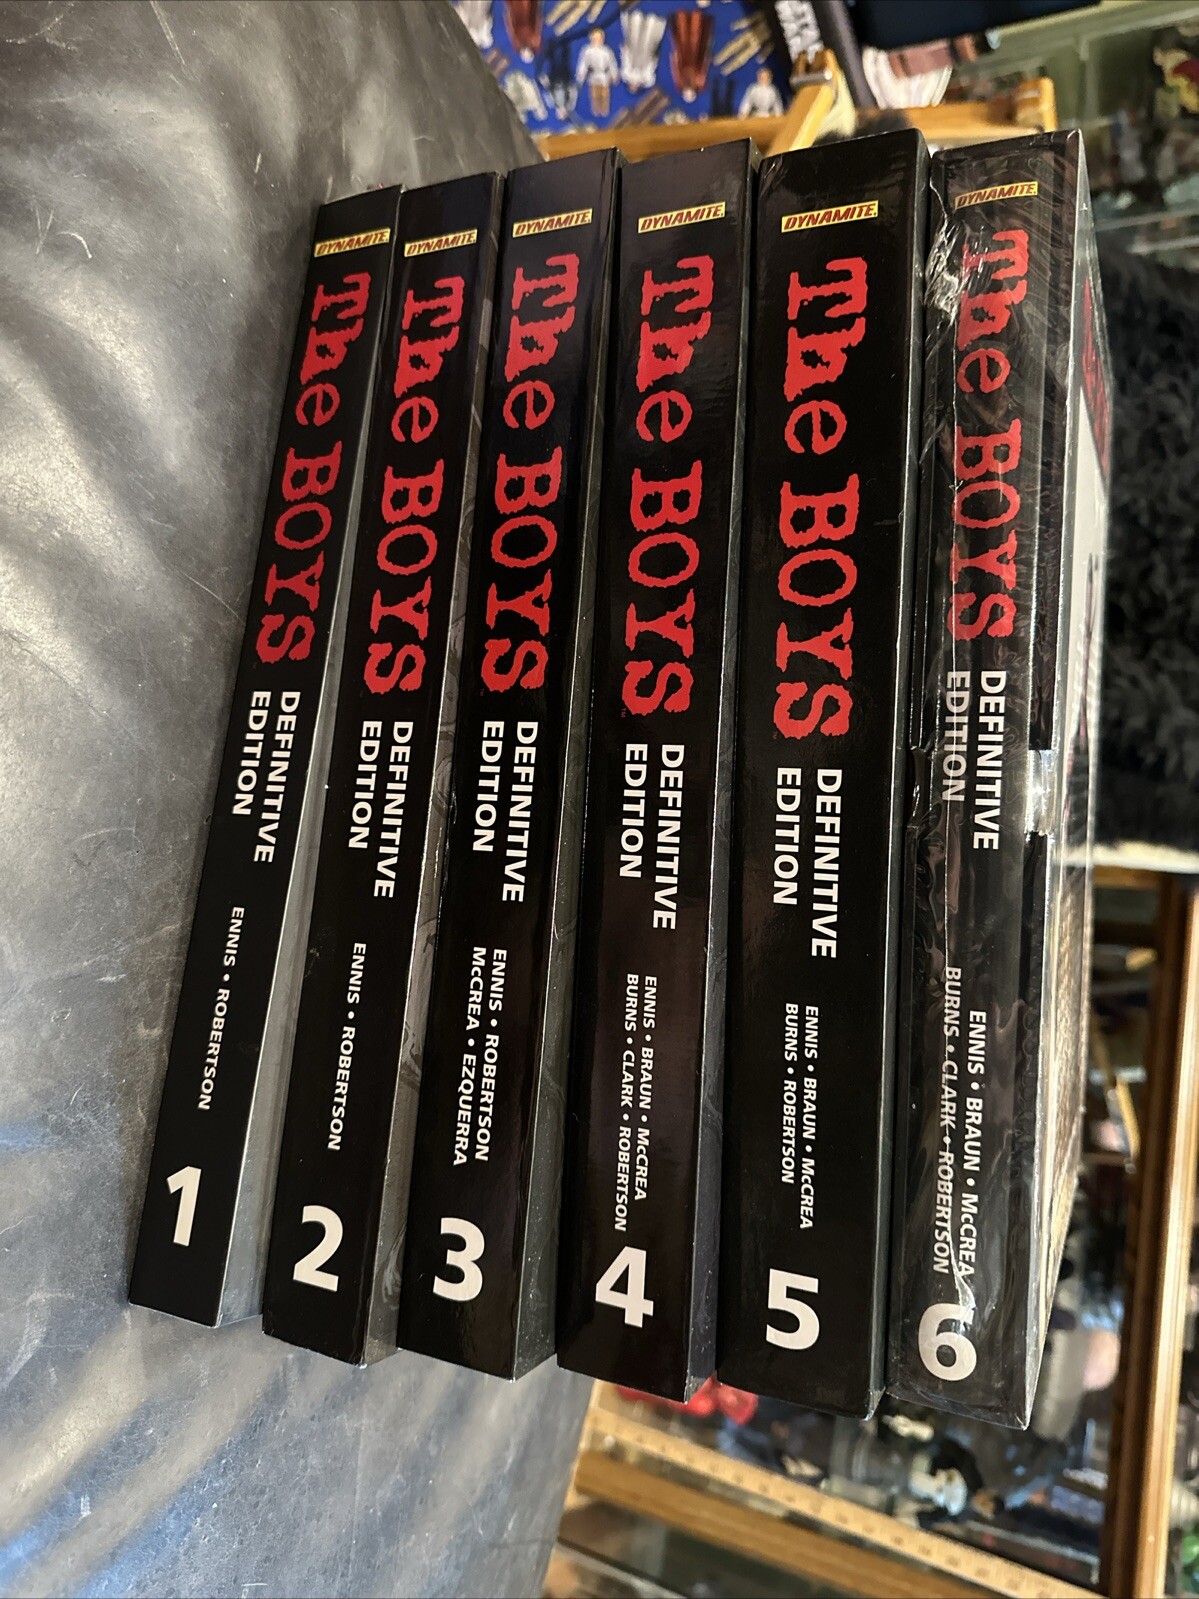 STAR
WARS
DYNAMITE
The BOYS
DEFINITIVE
EDITION
ENNIS • ROBERTSON
1
DYNAMITE
The BOYS
DEFINITIVE
EDITION
ENNIS • ROBERTSON
2
DYNAMITE
The BOYS
DEFINITIVE
EDITION
ENNIS • ROBERTSON
McCREA • EZQUERRA
3
DYNAMITE
The BOYS
DEFINITIVE
EDITION
ENNIS • BRAUN • McCREA
BURNS • CLARK • ROBERTSON
4
DYNAMITE
The BOYS
DEFINITIVE
EDITION
ENNIS • BRAUN • McCREA
BURNS • ROBERTSON
5
DYNAMITE
The BOYS
DEFINITIVE
EDITION
ENNIS • BRAUN • McCREA
BURNS • CLARK • ROBERTSON
6